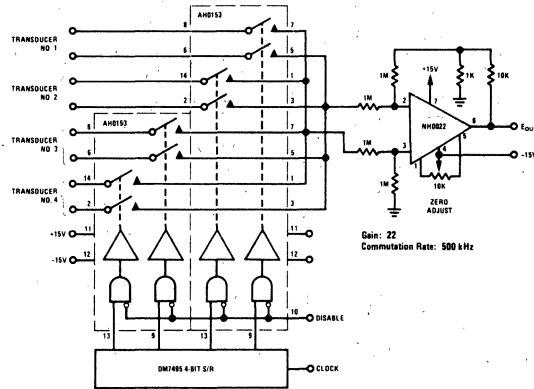 AH0153
TRANSDUCER
NO. 1
8
7
6
5
TRANSDUCER
NO. 2
14
1
2
3
AH0153
TRANSDUCER
NO. 3
8
7
6
5
TRANSDUCER
NO. 4
14
1
2
3
+15V
11
11
-15V
12
12
10
DISABLE
13
9
13
9
DM7495 4-BIT S/R
CLOCK
1M
+15V
1K
10K
1M
2
7
NH0022
6
E
1M
3
4
5
1
-15V
1M
10K
ZERO
ADJUST
Gain: 22
Commutation Rate: 500 kHz